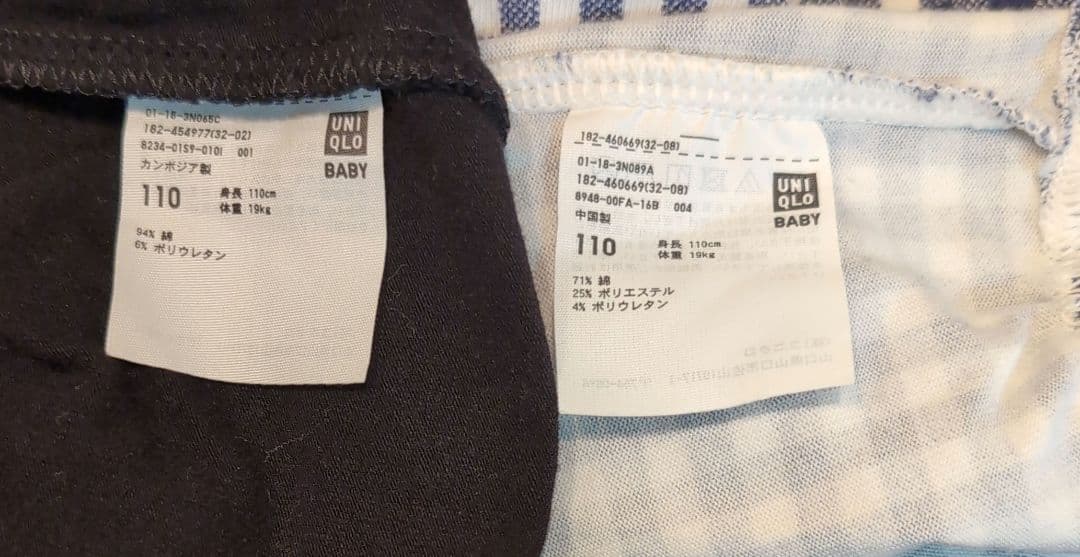 01-18-3N065C
182-454977(32-02)
8234-01S9-010I 001
カンボジア製
UNI
QLO
BABY
110 身長 110cm
体重 19kg
94% 綿
6% ポリウレタン
182-460669(32-08)
01-18-3N089A
182-460669(32-08)
8948-00FA-16B 004
中国製
UNI
QLO
BABY
110 身長 110cm
体重 19kg
71% 綿
25% ポリエステル
4% ポリウレタン